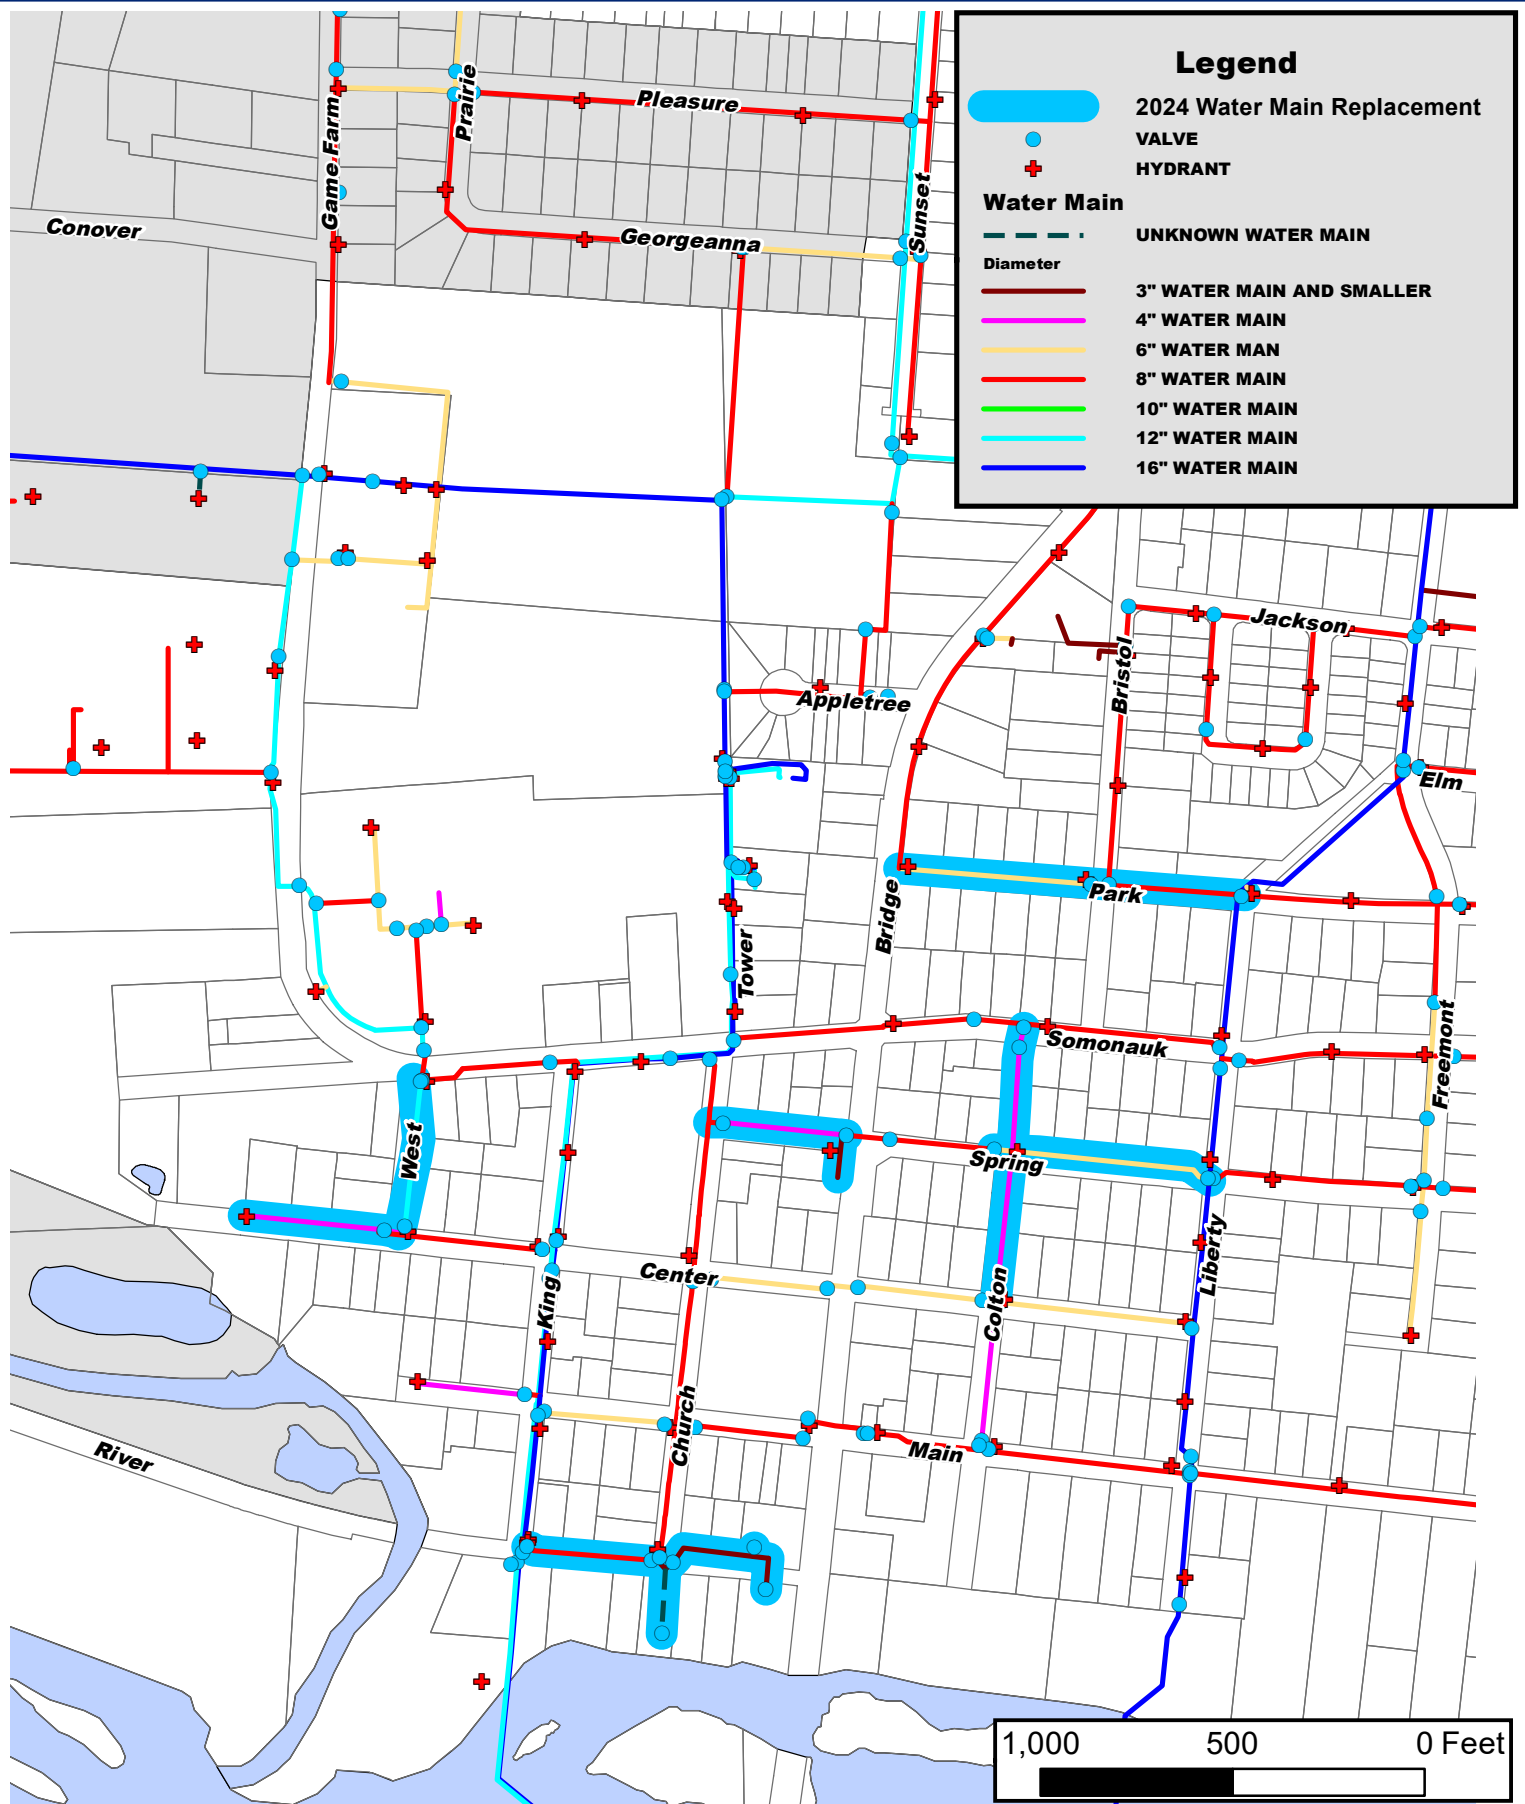 Legend
2024 Water Main Replacement
VALVE
HYDRANT
Water Main
UNKNOWN WATER MAIN
Diameter
3" WATER MAIN AND SMALLER
4" WATER MAIN
6" WATER MAN
8" WATER MAIN
10" WATER MAIN
12" WATER MAIN
16" WATER MAIN
Pleasure
Prairie
Game Farm
Conover
Georgeanna
Sunset
Jackson
Bristol
Appletree
Elm
Park
Bridge
Tower
Somonauk
Fremont
West
Spring
Liberty
Center
Colton
King
Church
Main
River
1,000 500 0 Feet